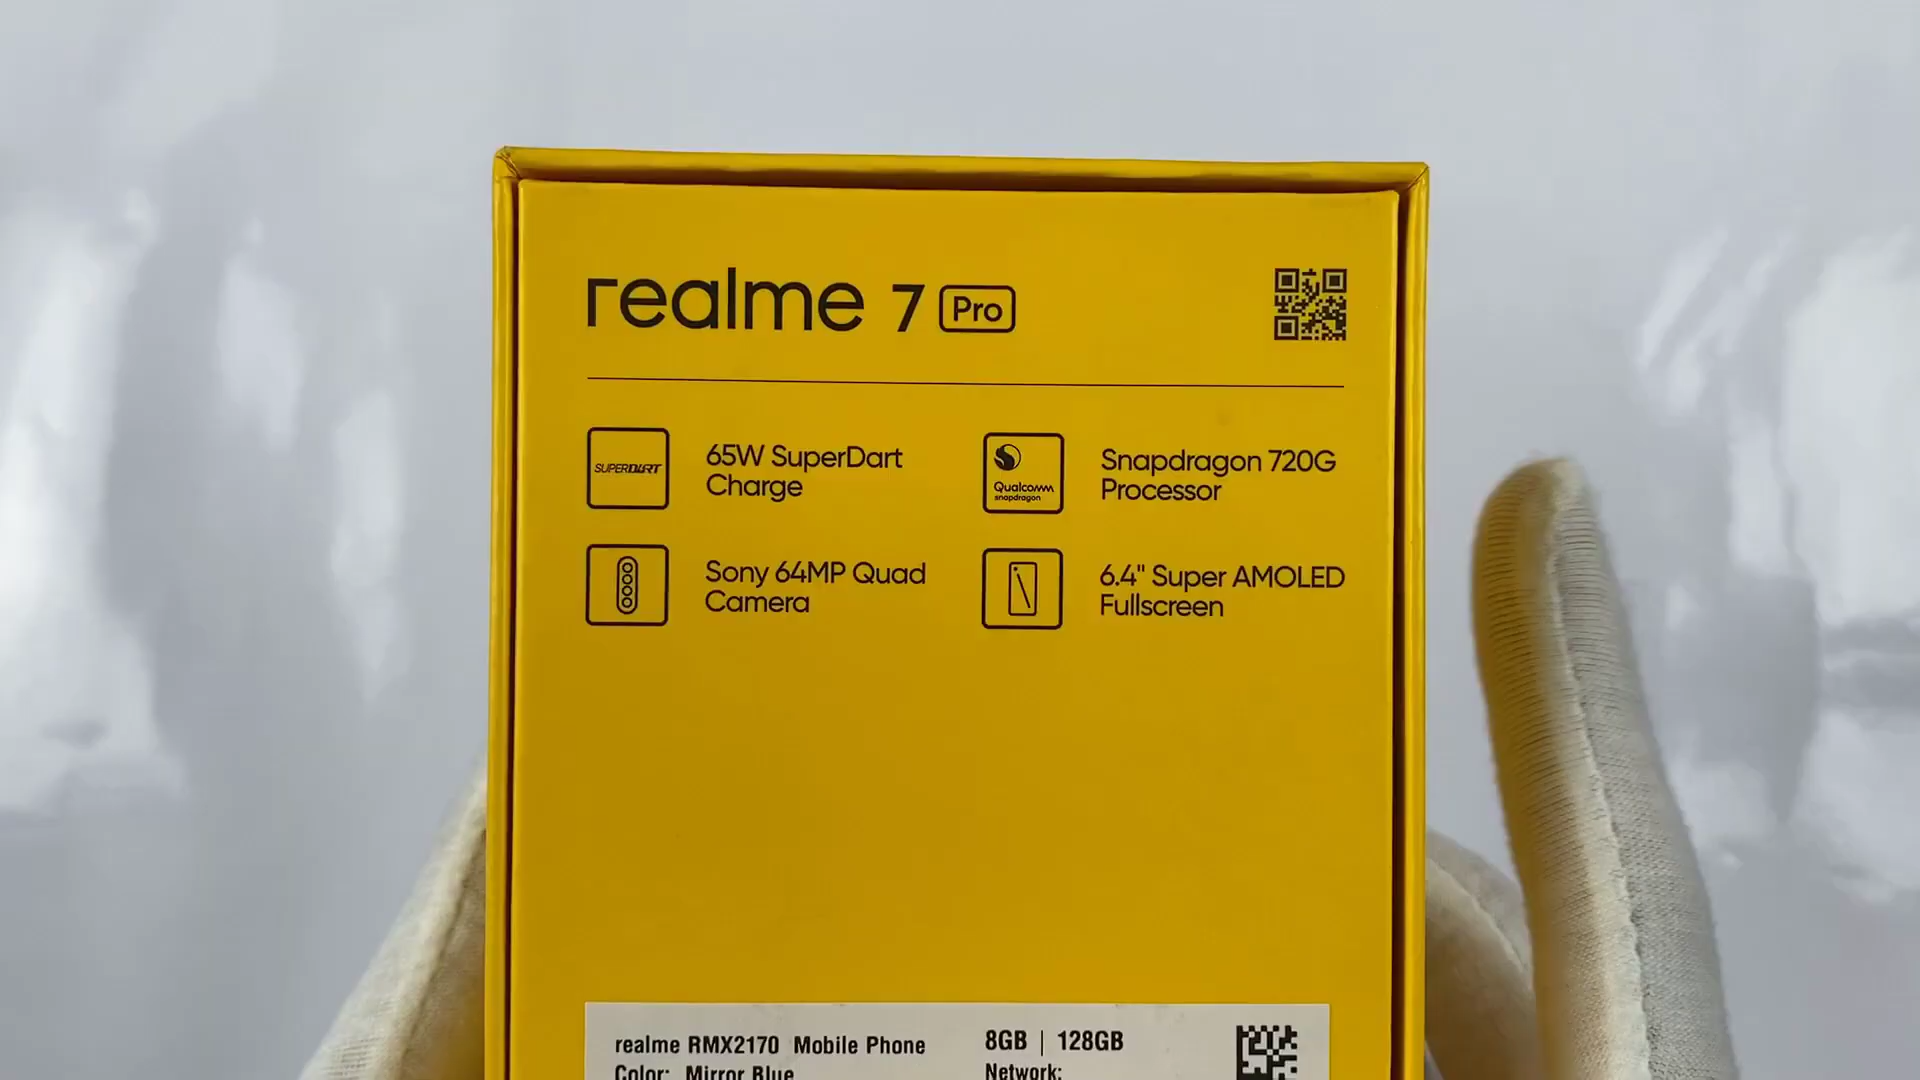 realme 7 Pro
SUPERDART
65W SuperDart
Charge
Qualcomm
snapdragon
Snapdragon 720G
Processor
Sony 64MP Quad
Camera
6.4" Super AMOLED
Fullscreen
realme RMX2170 Mobile Phone
8GB | 128GB
Color: Mirror Blue
Network: